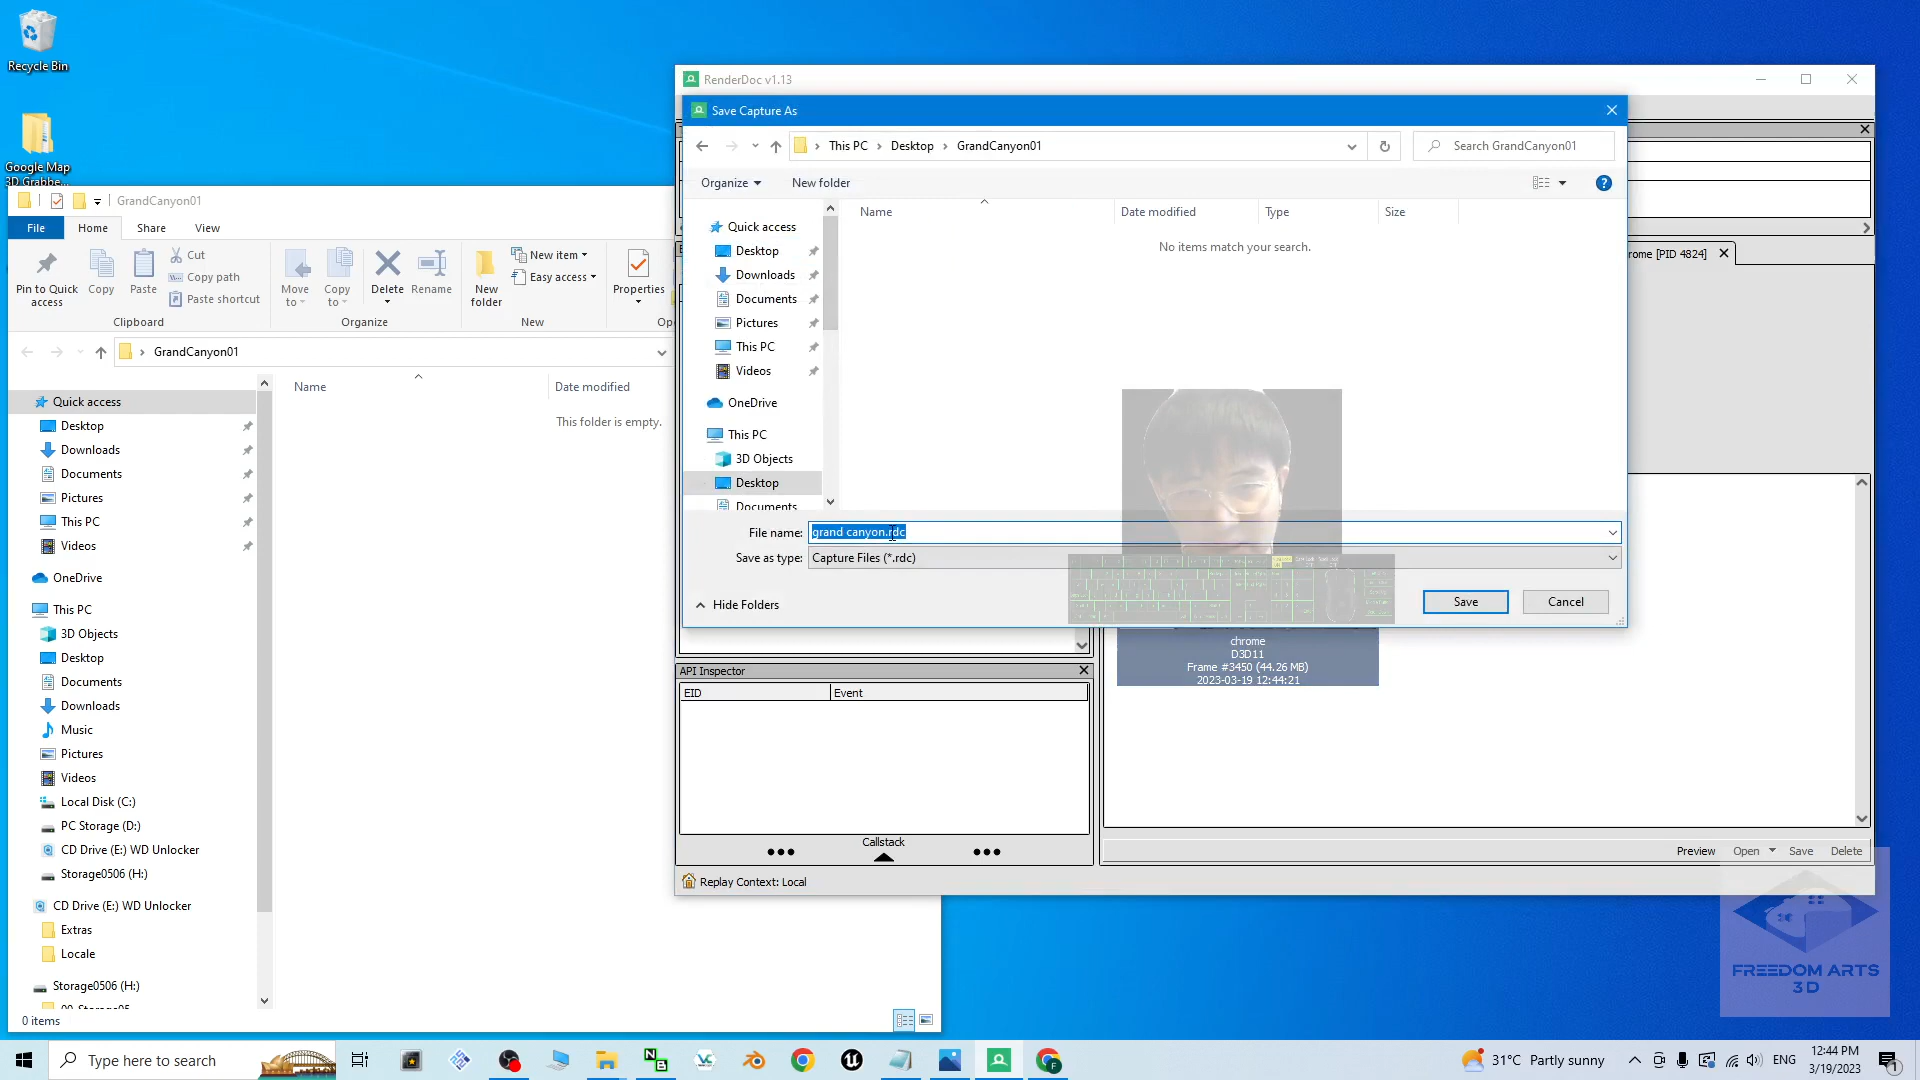 Recycle Bin
Google Map
3D Grabbe...
GrandCanyon01
File
Home
Share
View
Pin to Quick
access
Copy
Paste
Cut
Copy path
Paste shortcut
Clipboard
Move
to
Copy
to
Delete
Rename
Organize
New
folder
New item
Easy access
New
Properties
GrandCanyon01
Name
Date modified
This folder is empty.
Quick access
Desktop
Downloads
Documents
Pictures
This PC
Videos
OneDrive
This PC
3D Objects
Desktop
Documents
Downloads
Music
Pictures
Videos
Local Disk (C:)
PC Storage (D:)
CD Drive (E:) WD Unlocker
Storage0506 (H:)
CD Drive (E:) WD Unlocker
Extras
Locale
Storage0506 (H:)
0 items
RenderDoc v1.13
Save Capture As
This PC > Desktop > GrandCanyon01
Search GrandCanyon01
Organize
New folder
Name
Date modified
Type
Size
No items match your search.
Quick access
Desktop
Downloads
Documents
Pictures
This PC
Videos
OneDrive
This PC
3D Objects
Desktop
Documents
File name: grand canyon.rdc
Save as type: Capture Files (*.rdc)
Hide Folders
Save
Cancel
rome [PID 4824]
chrome
D3D11
Frame #3450 (44.26 MB)
2023-03-19 12:44:21
API Inspector
EID
Event
Callstack
Preview
Open
Save
Delete
Replay Context: Local
FREEDOM ARTS
3D
Type here to search
31°C Partly sunny
ENG
12:44 PM
3/19/2023